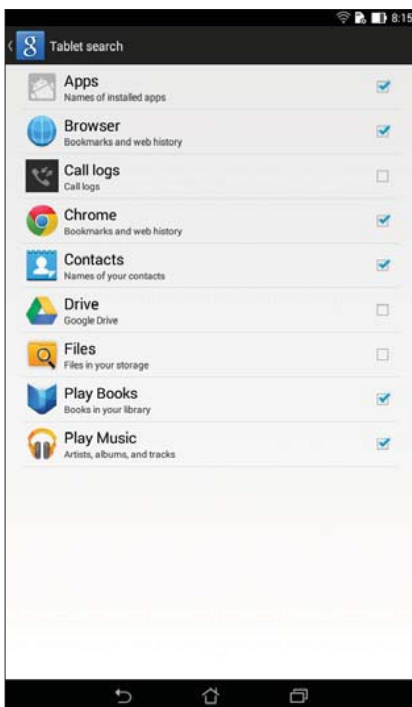 8:15
Tablet search
Apps
Names of installed apps
Browser
Bookmarks and web history
Call logs
Call logs
Chrome
Bookmarks and web history
Contacts
Names of your contacts
Drive
Google Drive
Files
Files in your storage
Play Books
Books in your library
Play Music
Artists, albums, and tracks